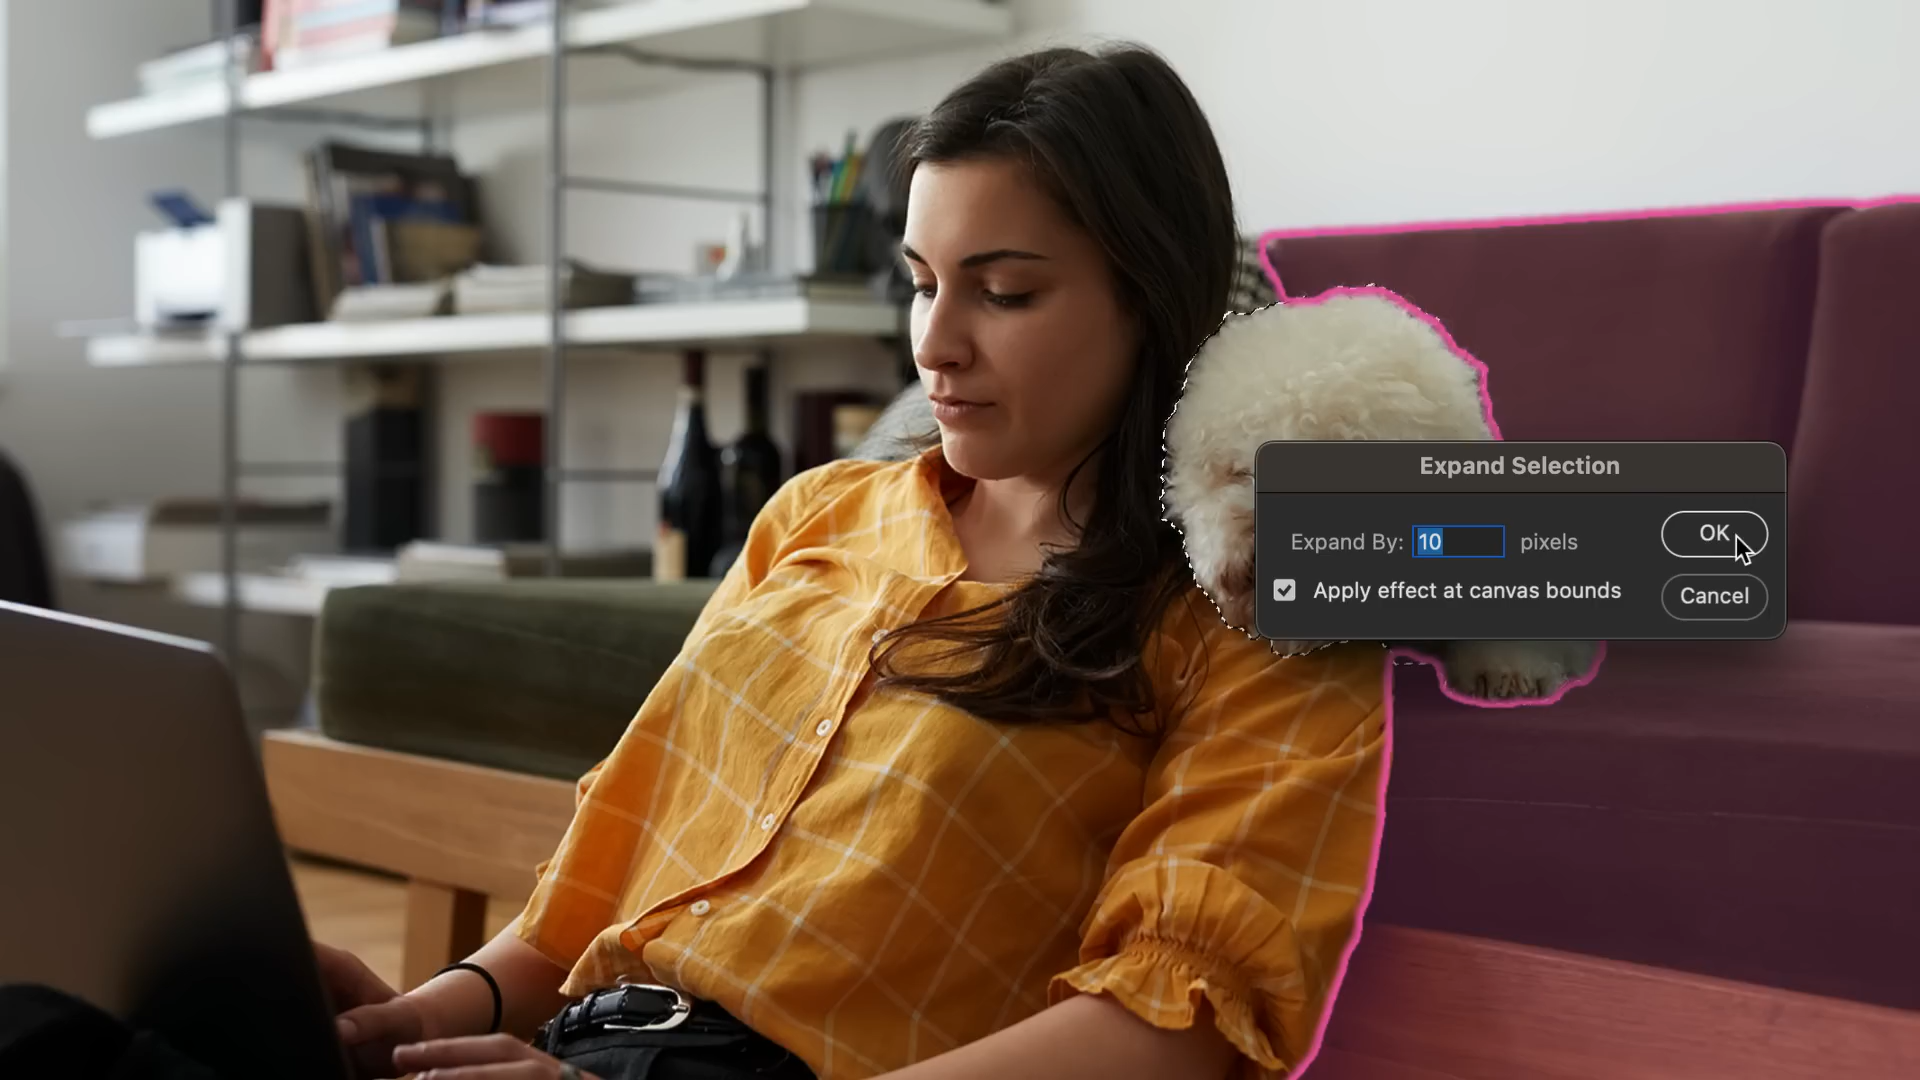 Expand Selection
Expand By: 10 pixels
OK
Apply effect at canvas bounds
Cancel